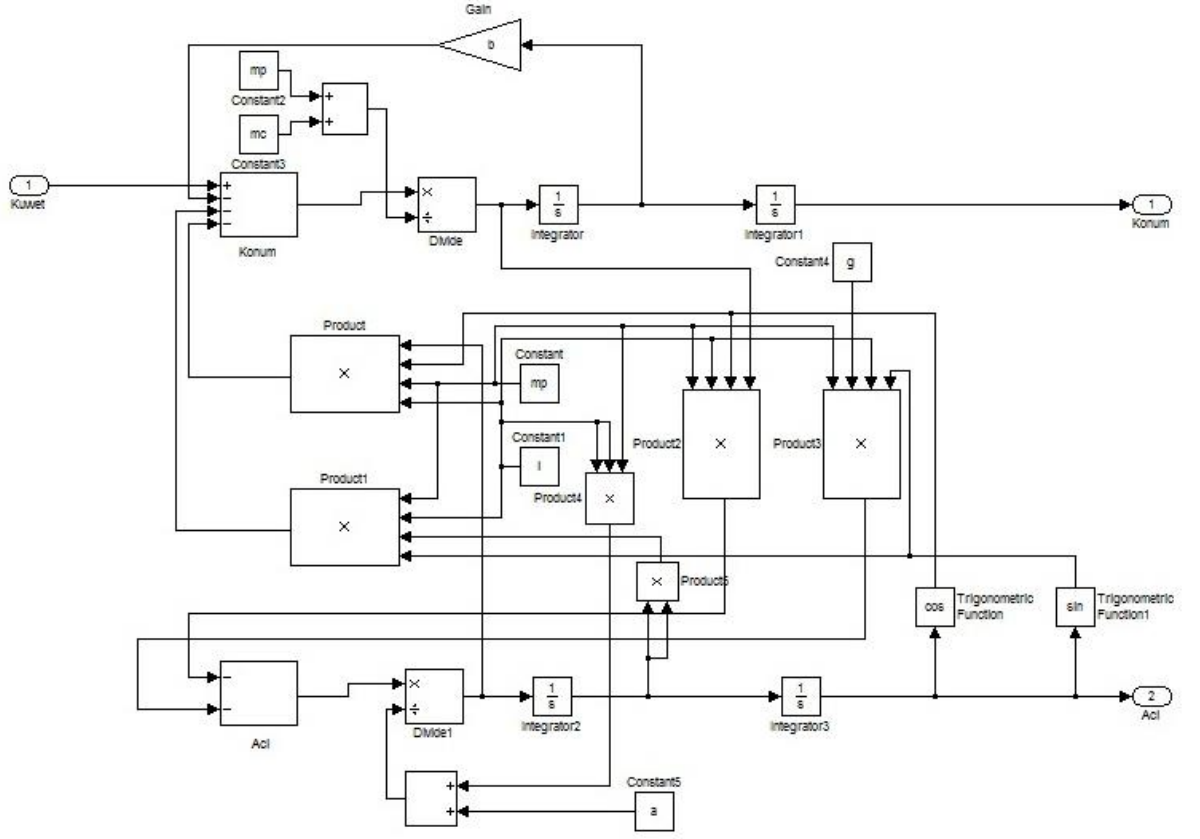 Gain
b
mp
Constant2
+
+
mc
Constant3
1
Kuvvet
+
−
−
−
Konum
×
÷
Divide
1
s
Integrator
1
s
Integrator1
1
Konum
Constant4
g
Product
×
Constant
mp
Product2
×
Product3
×
Constant1
l
Product4
×
Product1
×
×
Product5
cos
Trigonometric
Function
sin
Trigonometric
Function1
−
−
AcI
×
÷
Divide1
1
s
Integrator2
1
s
Integrator3
2
AcI
+
+
Constant5
a